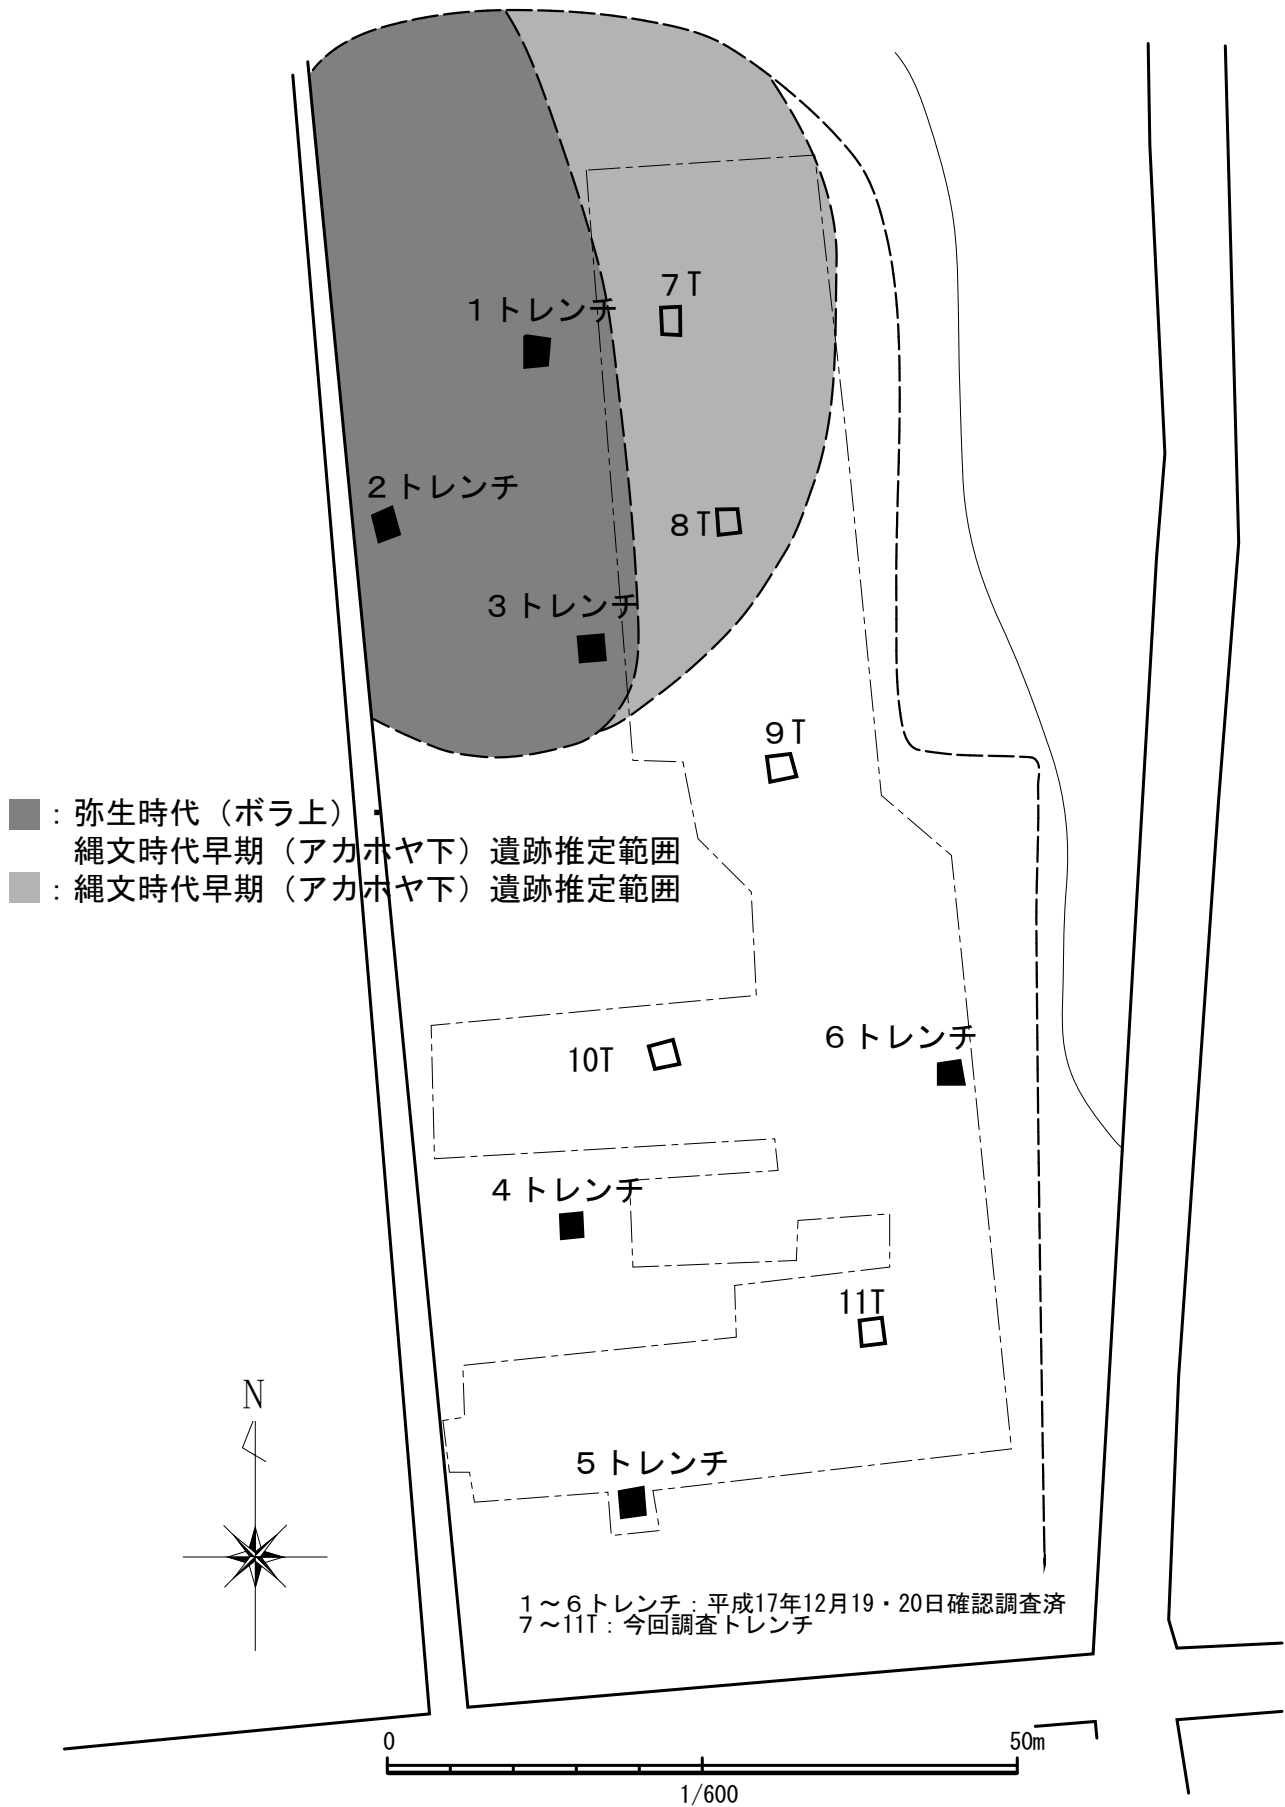 １トレンチ
７T
２トレンチ
８T
３トレンチ
９T
：弥生時代（ボラ上）・
縄文時代早期（アカホヤ下）遺跡推定範囲
：縄文時代早期（アカホヤ下）遺跡推定範囲
６トレンチ
10T
４トレンチ
11T
N
５トレンチ
１～６トレンチ：平成17年12月19・20日確認調査済
７～11T：今回調査トレンチ
0
50m
1/600